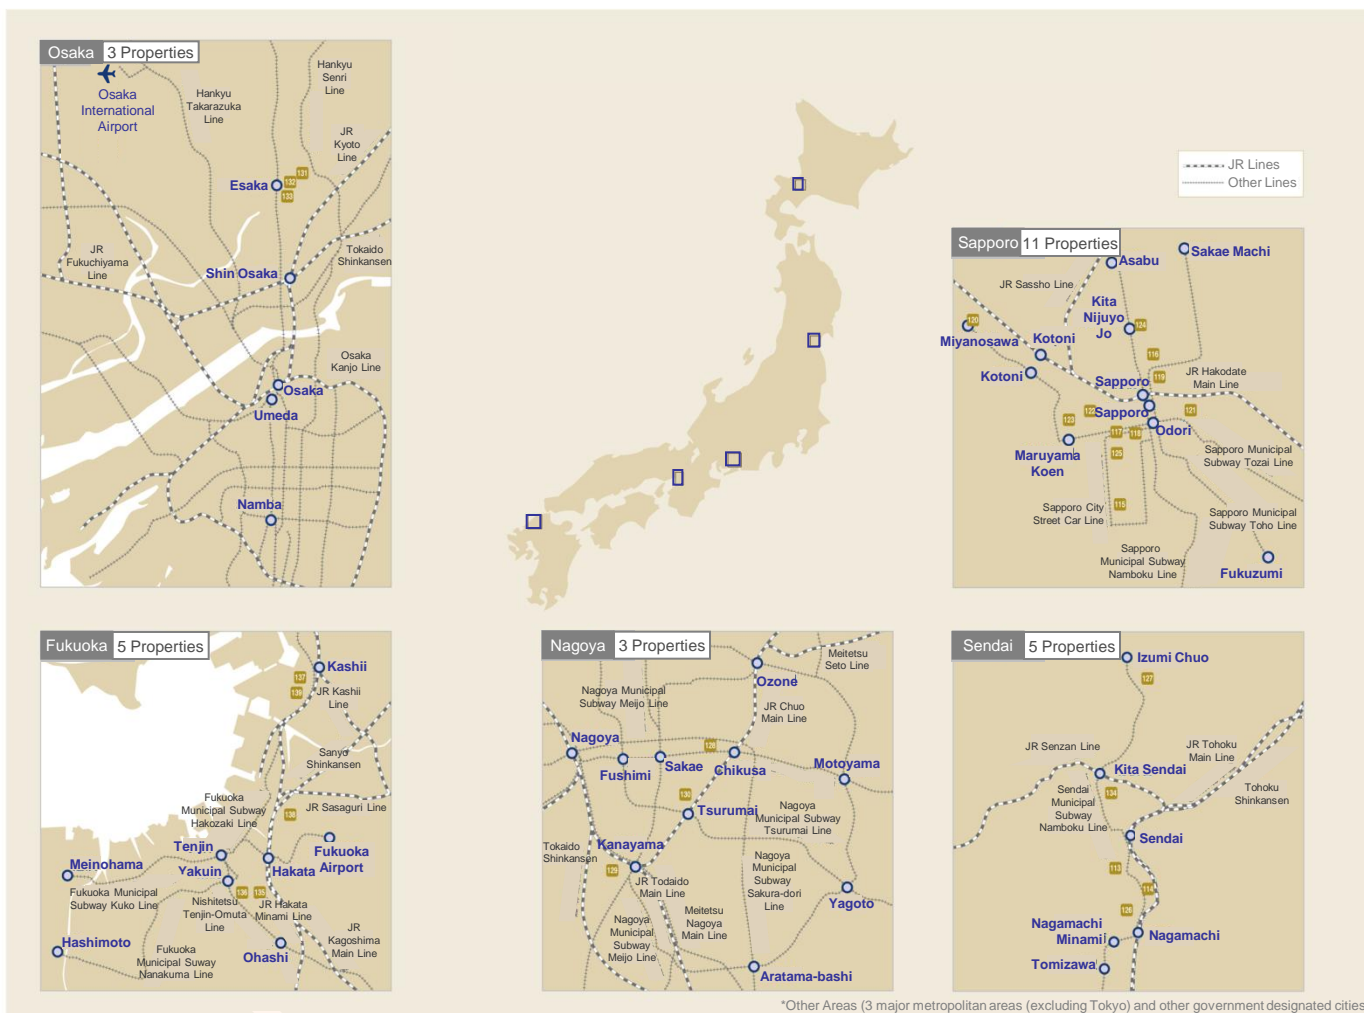 Osaka 3 Properties
Osaka
International
Airport
Hankyu
Takarazuka
Line
Hankyu
Senri
Line
JR
Kyoto
Line
131
Esaka
132
133
JR
Fukuchiyama
Line
Tokaido
Shinkansen
Shin Osaka
Osaka
Kanjo Line
Osaka
Umeda
Namba
JR Lines
Other Lines
Sapporo 11 Properties
Asabu
Sakae Machi
JR Sassho Line
Kita
Nijuyo
Jo
124
120
Miyanosawa
Kotoni
116
Kotoni
119
JR Hakodate
Main Line
Sapporo
122
Sapporo
121
123
117
118
Odori
Maruyama
Koen
125
Sapporo Municipal
Subway Tozai Line
115
Sapporo City
Street Car Line
Sapporo Municipal
Subway Toho Line
Sapporo
Municipal Subway
Namboku Line
Fukuzumi
Fukuoka 5 Properties
Kashii
137
139
JR Kashii
Line
Sanyo
Shinkansen
Fukuoka
Municipal Subway
Hakozaki Line
JR Sasaguri Line
138
Tenjin
Fukuoka
Airport
Meinohama
Yakuin
Hakata
Fukuoka Municipal
Subway Kuko Line
136
135
Nishitetsu
Tenjin-Omuta
Line
JR Hakata
Minami Line
JR
Kagoshima
Main Line
Hashimoto
Fukuoka
Municipal Suway
Nanakuma Line
Ohashi
Nagoya 3 Properties
Meitetsu
Seto Line
Ozone
Nagoya Municipal
Subway Meijo Line
JR Chuo
Main Line
Nagoya
128
Fushimi
Sakae
Chikusa
Motoyama
130
Tsurumai
Nagoya
Municipal Subway
Tsurumai Line
Tokaido
Shinkansen
Kanayama
129
JR Todaido
Main Line
Nagoya
Municipal
Subway
Sakura-dori
Line
Yagoto
Nagoya
Municipal
Subway
Meijo Line
Meitetsu
Nagoya
Main Line
Aratama-bashi
Sendai 5 Properties
Izumi Chuo
127
JR Senzan Line
JR Tohoku
Main Line
Kita Sendai
134
Sendai
Municipal
Subway
Namboku Line
Tohoku
Shinkansen
Sendai
113
114
126
Nagamachi
Minami
Nagamachi
Tomizawa
*Other Areas (3 major metropolitan areas (excluding Tokyo) and other government designated cities